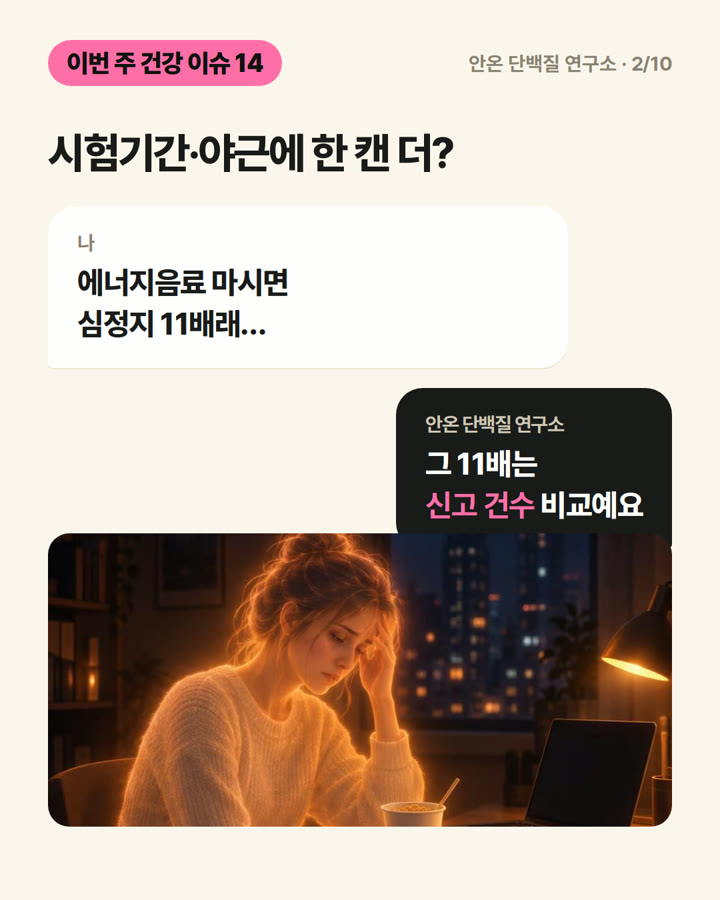 이번 주 건강 이슈 14
안온 단백질 연구소 · 2/10
시험기간·야근에 한 캔 더?
나
에너지음료 마시면
심정지 11배래...
안온 단백질 연구소
그 11배는
신고 건수 비교예요